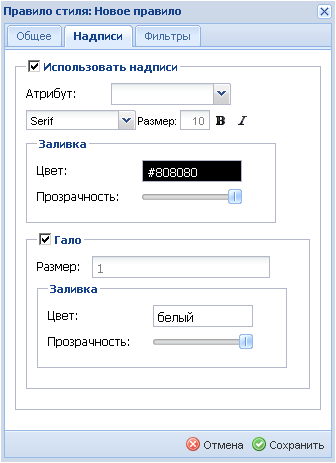 Правило стиля: Новое правило
Общее Надписи Фильтры
Использовать надписи
Атрибут:
Serif Размер: 10 B I
Заливка
Цвет: #808080
Прозрачность:
Гало
Размер: 1
Заливка
Цвет: белый
Прозрачность:
Отмена Сохранить